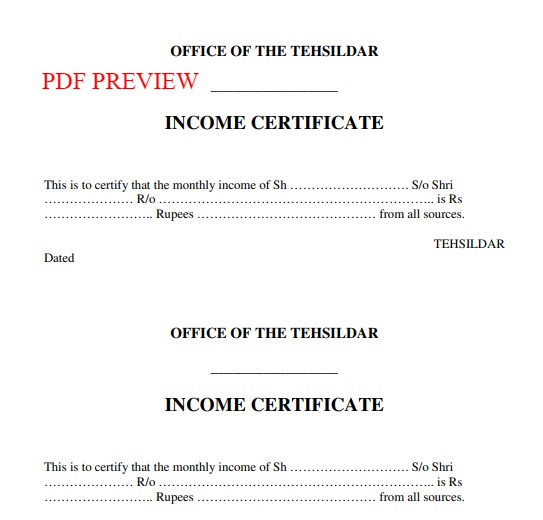 OFFICE OF THE TEHSILDAR
PDF PREVIEW ___________________
INCOME CERTIFICATE
This is to certify that the monthly income of Sh ………………………. S/o Shri
………………… R/o ……………………………………………………….. is Rs
…………………….. Rupees …………………………………… from all sources.
TEHSILDAR
Dated
OFFICE OF THE TEHSILDAR
___________________
INCOME CERTIFICATE
This is to certify that the monthly income of Sh ………………………. S/o Shri
………………… R/o ……………………………………………………….. is Rs
…………………….. Rupees …………………………………… from all sources.